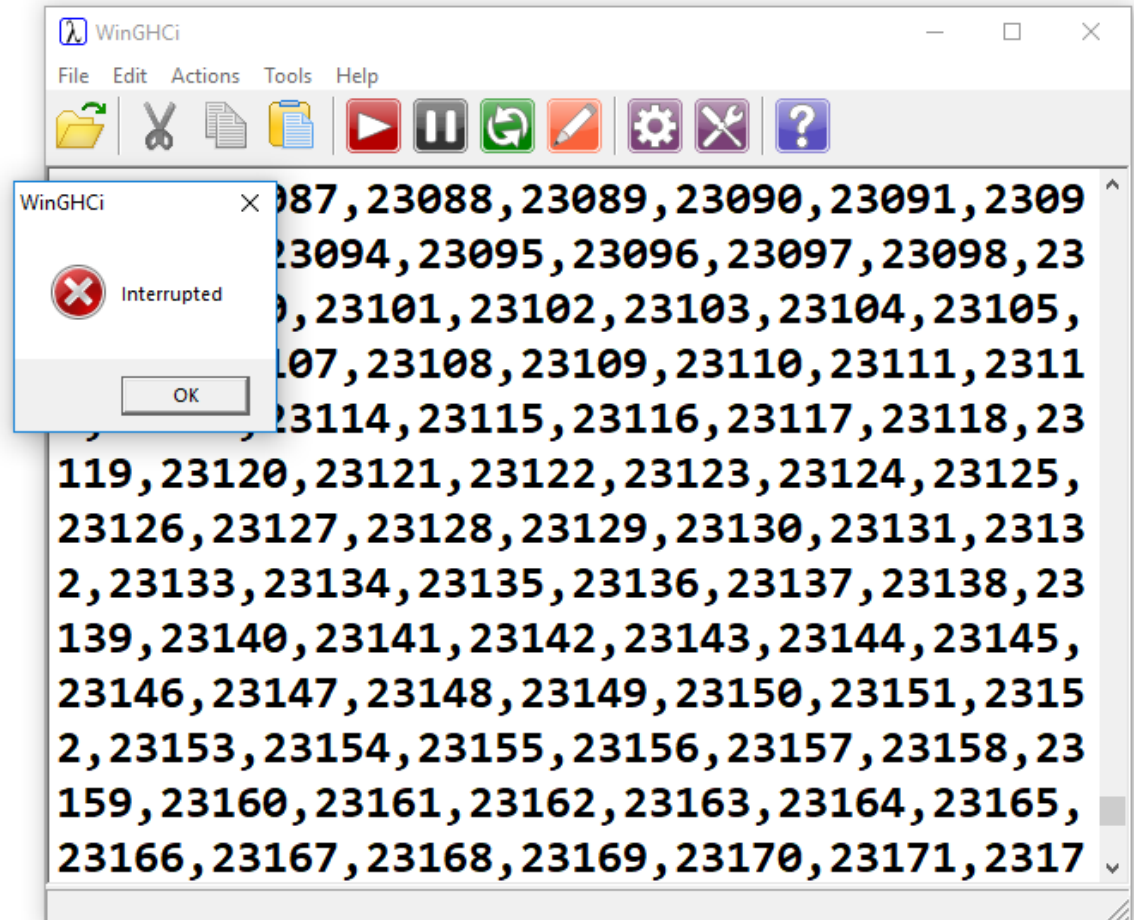 WinGHCi
File Edit Actions Tools Help
WinGHCi
Interrupted
OK
087,23088,23089,23090,23091,2309
23094,23095,23096,23097,23098,23
,23101,23102,23103,23104,23105,
107,23108,23109,23110,23111,2311
,23114,23115,23116,23117,23118,23
119,23120,23121,23122,23123,23124,23125,
23126,23127,23128,23129,23130,23131,2313
2,23133,23134,23135,23136,23137,23138,23
139,23140,23141,23142,23143,23144,23145,
23146,23147,23148,23149,23150,23151,2315
2,23153,23154,23155,23156,23157,23158,23
159,23160,23161,23162,23163,23164,23165,
23166,23167,23168,23169,23170,23171,2317